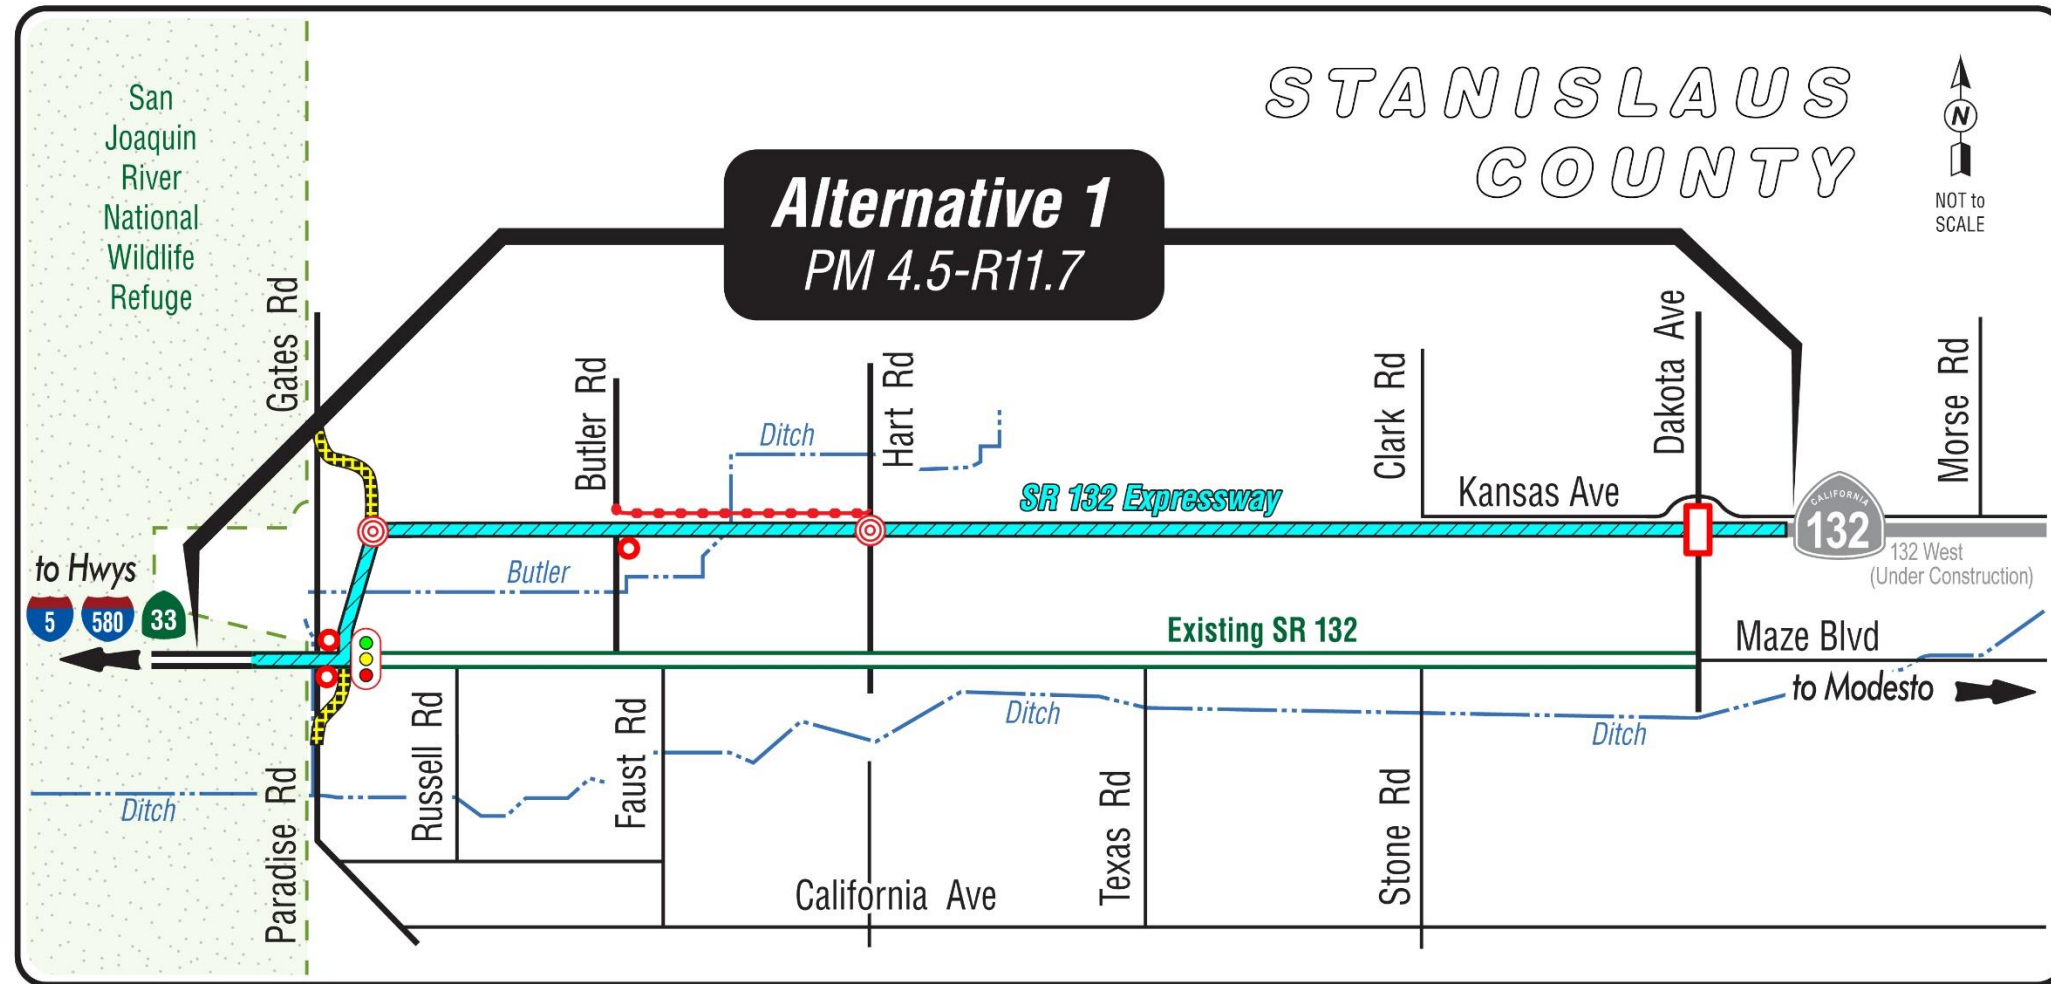 STANISLAUS
COUNTY
N
NOT to
SCALE
San
Joaquin
River
National
Wildlife
Refuge
Alternative 1
PM 4.5-R11.7
Gates Rd
Butler Rd
Hart Rd
Clark Rd
Dakota Ave
Morse Rd
Ditch
SR 132 Expressway
Kansas Ave
CALIFORNIA
132
132 West
(Under Construction)
to Hwys
5
580
33
Butler
Existing SR 132
Maze Blvd
to Modesto
Ditch
Ditch
Ditch
Paradise Rd
Russell Rd
Faust Rd
Texas Rd
Stone Rd
California Ave